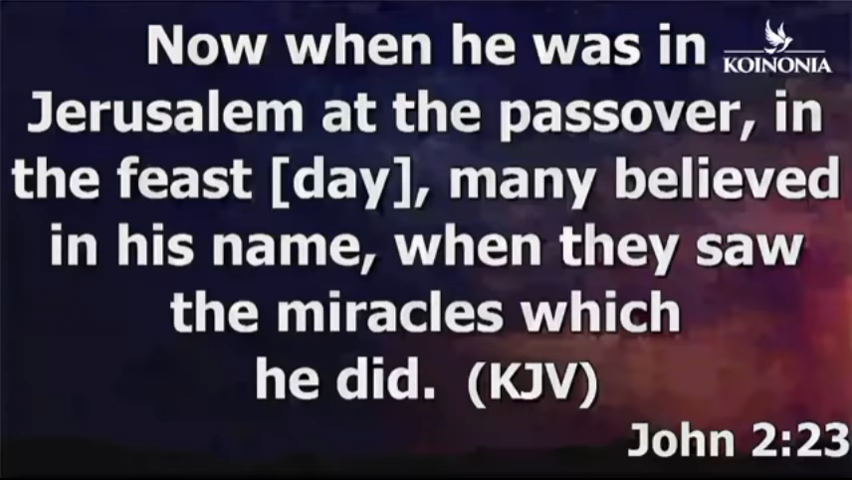 Now when he was in
KOINONIA
Jerusalem at the passover, in
the feast [day], many believed
in his name, when they saw
the miracles which
he did. (KJV)
John 2:23